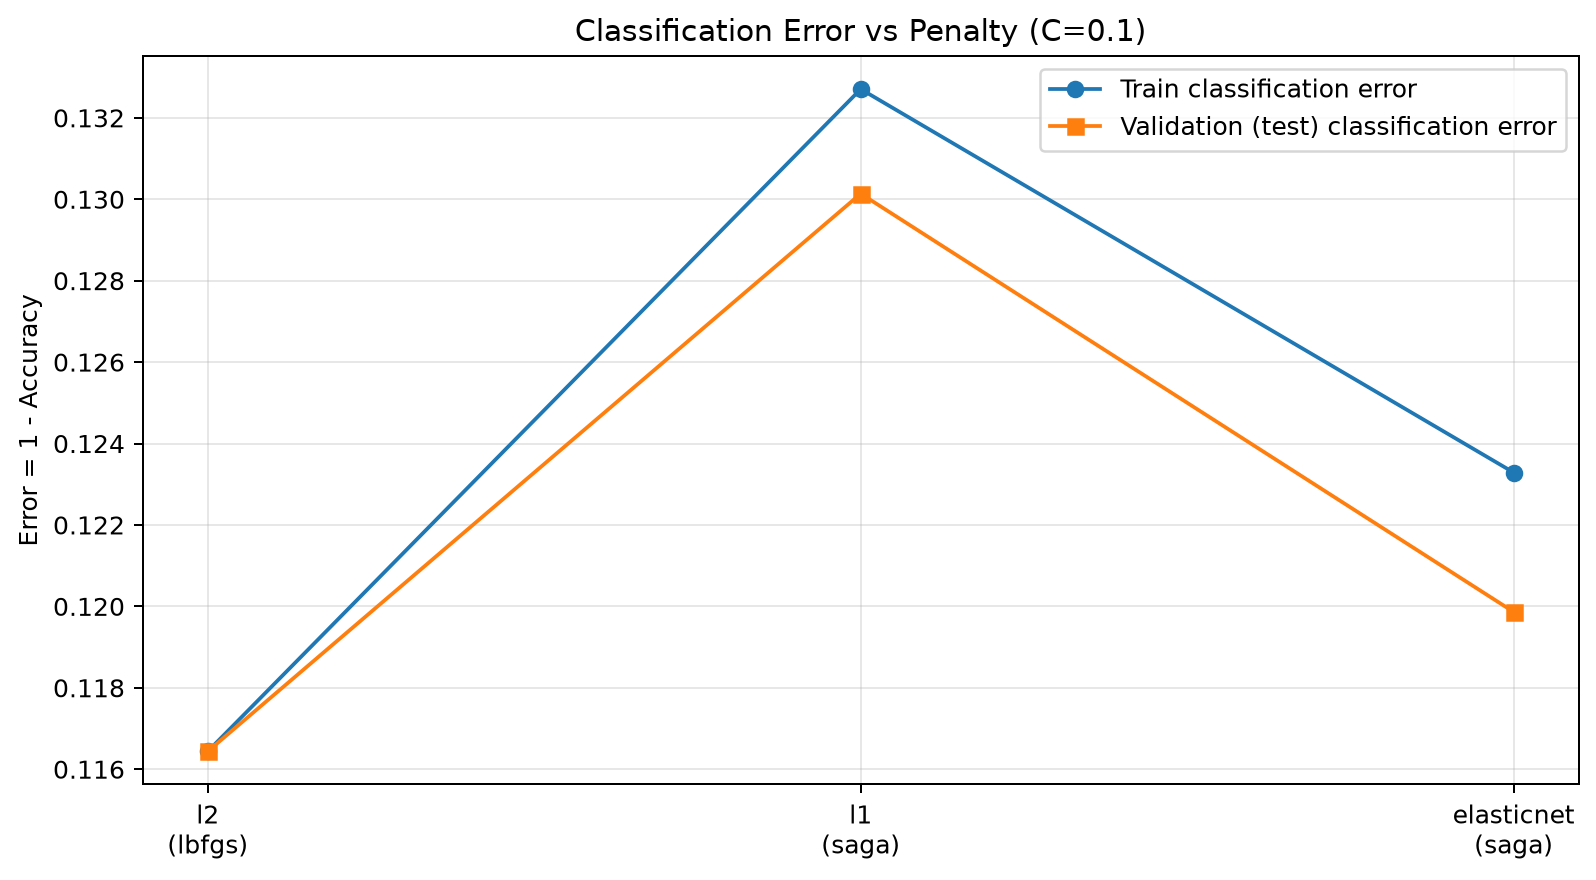 Classification Error vs Penalty (C=0.1)
Train classification error
Validation (test) classification error
Error = 1 - Accuracy
0.132
0.130
0.128
0.126
0.124
0.122
0.120
0.118
0.116
l2
(lbfgs)
l1
(saga)
elasticnet
(saga)